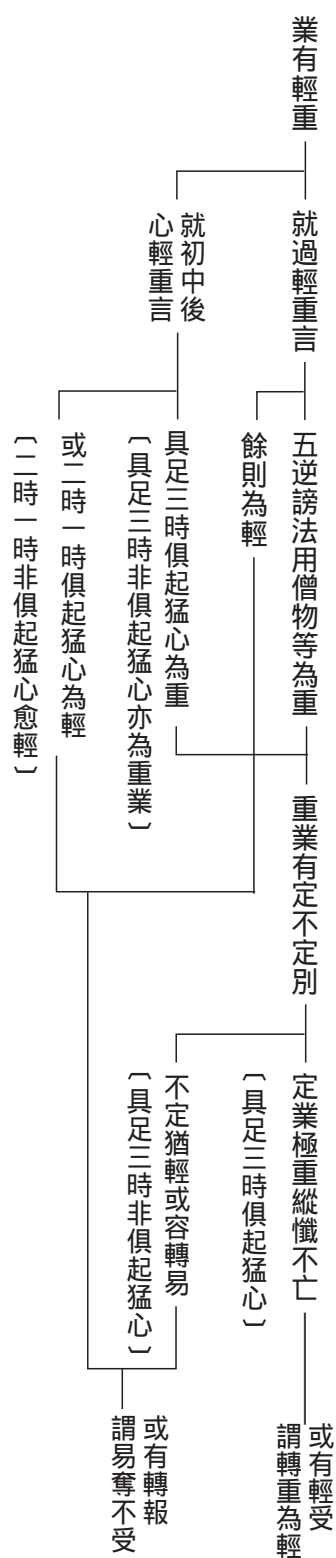 業有輕重
就過輕重言
五逆謗法用僧物等為重
重業有定不定別
定業極重縱懺不亡
〔具足三時俱起猛心〕
或有輕受
謂轉重為輕
不定猶輕或容轉易
〔具足三時非俱起猛心〕
或有轉報
謂易奪不受
餘則為輕
就初中後
心輕重言
具足三時俱起猛心為重
〔具足三時非俱起猛心亦為重業〕
或二時一時俱起猛心為輕
〔二時一時非俱起猛心愈輕〕